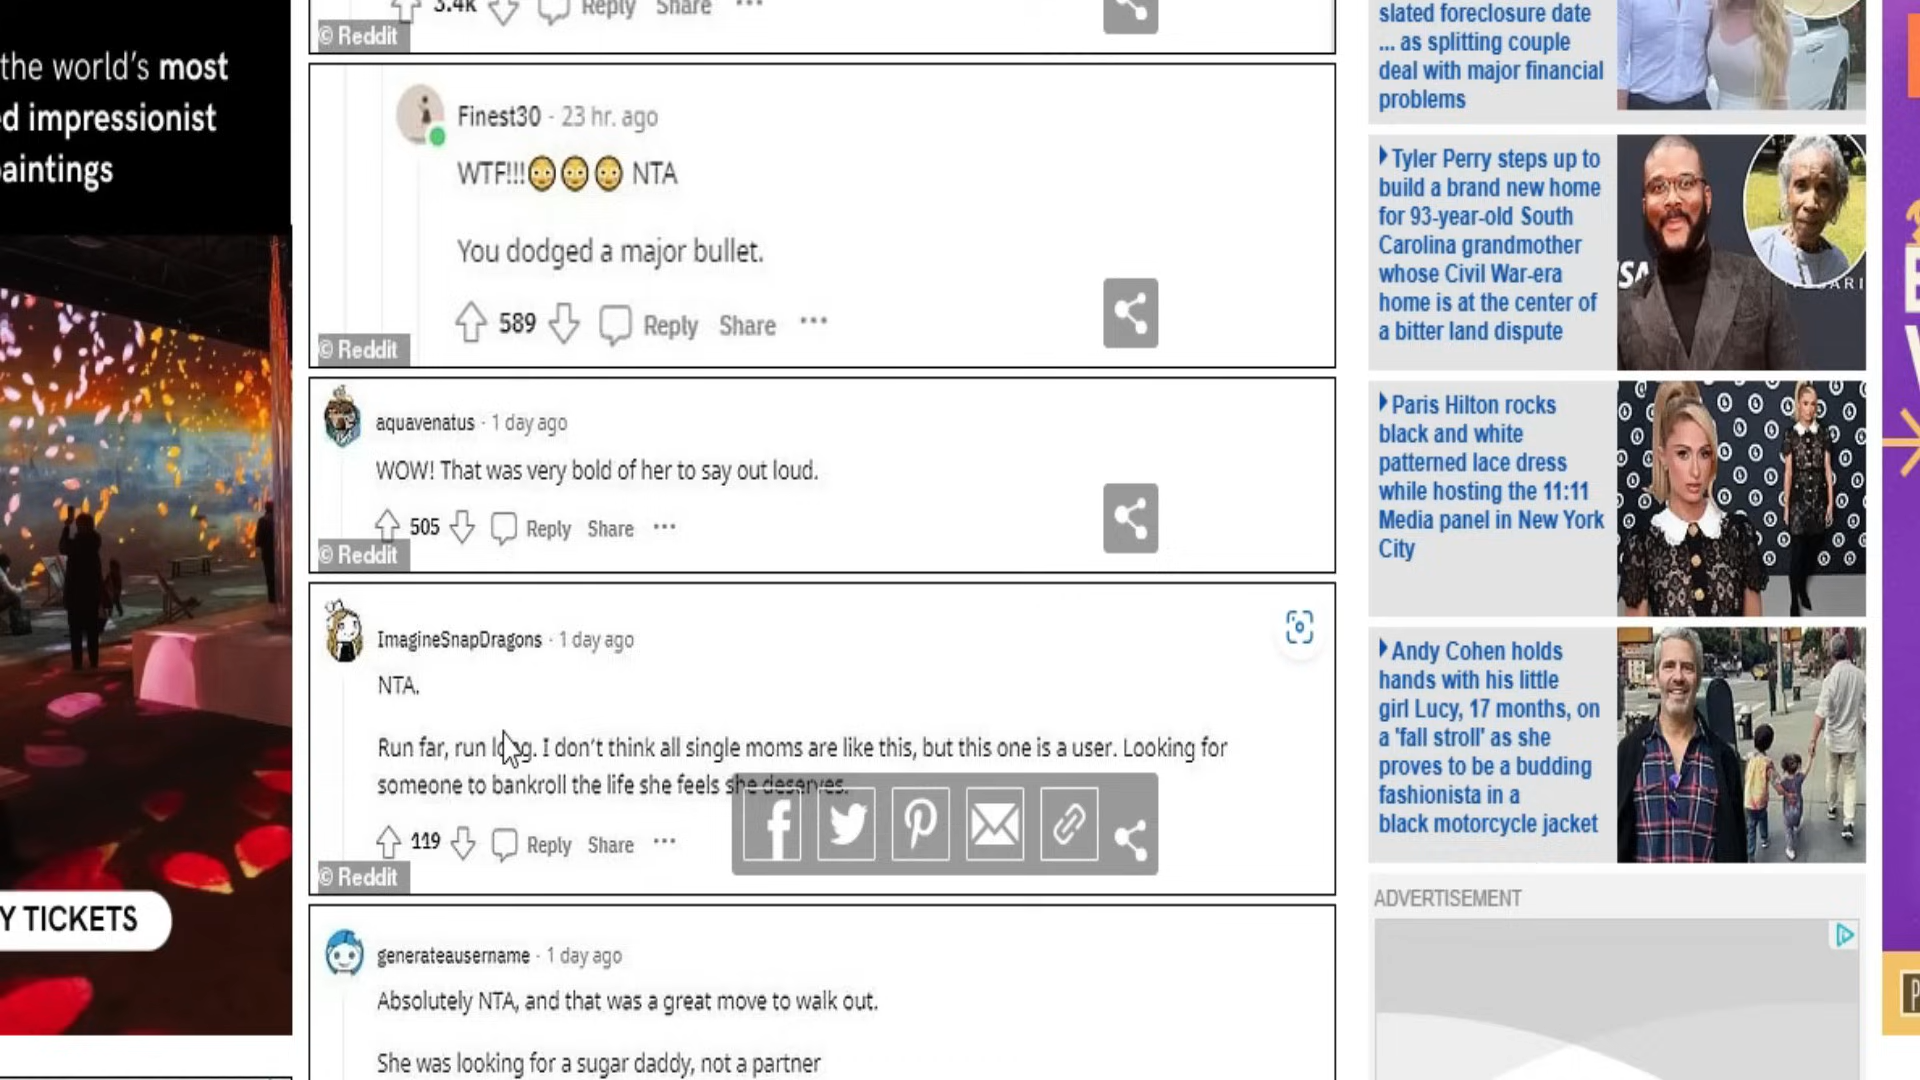 the world's most
d impressionist
aintings
Y TICKETS
3.4k Reply Share ...
© Reddit
Finest30 · 23 hr. ago
WTF!!!😳😳😳 NTA
You dodged a major bullet.
589 Reply Share ...
© Reddit
aquavenatus · 1 day ago
WOW! That was very bold of her to say out loud.
505 Reply Share ...
© Reddit
ImagineSnapDragons · 1 day ago
NTA.
Run far, run long. I don't think all single moms are like this, but this one is a user. Looking for
someone to bankroll the life she feels she deserves.
119 Reply Share ...
© Reddit
generateausername · 1 day ago
Absolutely NTA, and that was a great move to walk out.
She was looking for a sugar daddy, not a partner
slated foreclosure date
... as splitting couple
deal with major financial
problems
Tyler Perry steps up to
build a brand new home
for 93-year-old South
Carolina grandmother
whose Civil War-era
home is at the center of
a bitter land dispute
Paris Hilton rocks
black and white
patterned lace dress
while hosting the 11:11
Media panel in New York
City
Andy Cohen holds
hands with his little
girl Lucy, 17 months, on
a 'fall stroll' as she
proves to be a budding
fashionista in a
black motorcycle jacket
ADVERTISEMENT